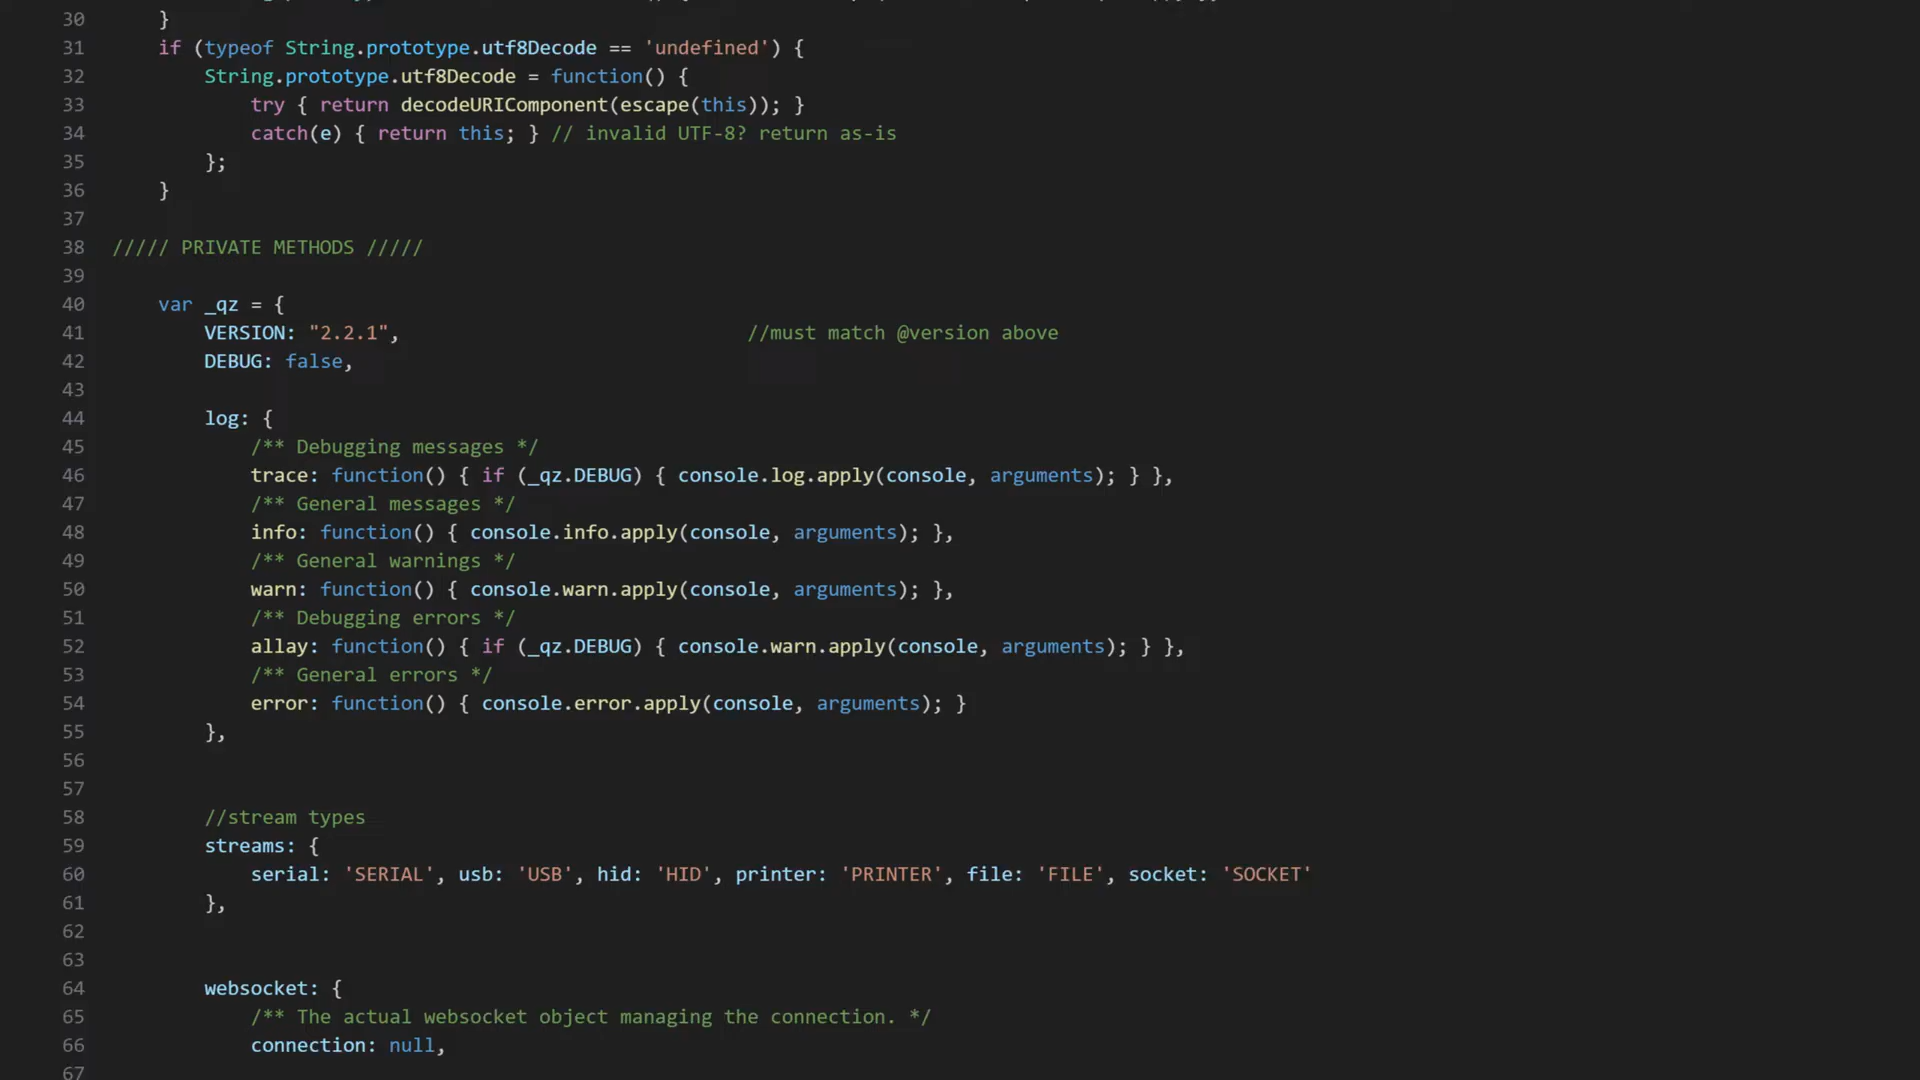 30 }
31 if (typeof String.prototype.utf8Decode == 'undefined') {
32 String.prototype.utf8Decode = function() {
33 try { return decodeURIComponent(escape(this)); }
34 catch(e) { return this; } // invalid UTF-8? return as-is
35 };
36 }
37
38 ///// PRIVATE METHODS /////
39
40 var _qz = {
41 VERSION: "2.2.1", //must match @version above
42 DEBUG: false,
43
44 log: {
45 /** Debugging messages */
46 trace: function() { if (_qz.DEBUG) { console.log.apply(console, arguments); } },
47 /** General messages */
48 info: function() { console.info.apply(console, arguments); },
49 /** General warnings */
50 warn: function() { console.warn.apply(console, arguments); },
51 /** Debugging errors */
52 allay: function() { if (_qz.DEBUG) { console.warn.apply(console, arguments); } },
53 /** General errors */
54 error: function() { console.error.apply(console, arguments); }
55 },
56
57
58 //stream types
59 streams: {
60 serial: 'SERIAL', usb: 'USB', hid: 'HID', printer: 'PRINTER', file: 'FILE', socket: 'SOCKET'
61 },
62
63
64 websocket: {
65 /** The actual websocket object managing the connection. */
66 connection: null,
67